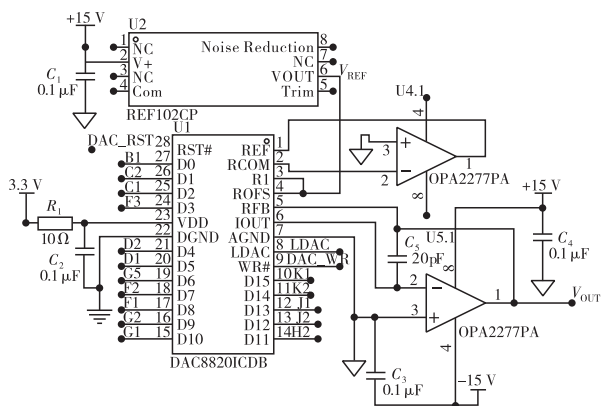 +15 V
U2
1 NC Noise Reduction 8
2 V+ NC 7
3 NC VOUT 6 VREF
4 Com Trim 5
C1
0.1 μF
REF102CP
U4.1
4
3 +
2 −
1
8
OPA2277PA
U1
DAC_RST 28 RST# REF 1
B1 27 D0 RCOM 2
C2 26 D1 R1 3
C1 25 D2 ROFS 4
F3 24 D3 RFB 5
23 VDD IOUT 6
22 DGND AGND 7
D2 21 D4 LDAC 8 LDAC
D1 20 D5 WR# 9 DAC_WR
G5 19 D6 D15 10 K1
F2 18 D7 D14 11 K2
F1 17 D8 D13 12 J1
G2 16 D9 D12 13 J2
G1 15 D10 D11 14 H2
DAC8820ICDB
3.3 V
R1
10 Ω
C2
0.1 μF
+15 V
U5.1
C4
0.1 μF
C5
20 pF
8
2 −
3 +
1
VOUT
OPA2277PA
4
C3
0.1 μF
−15 V